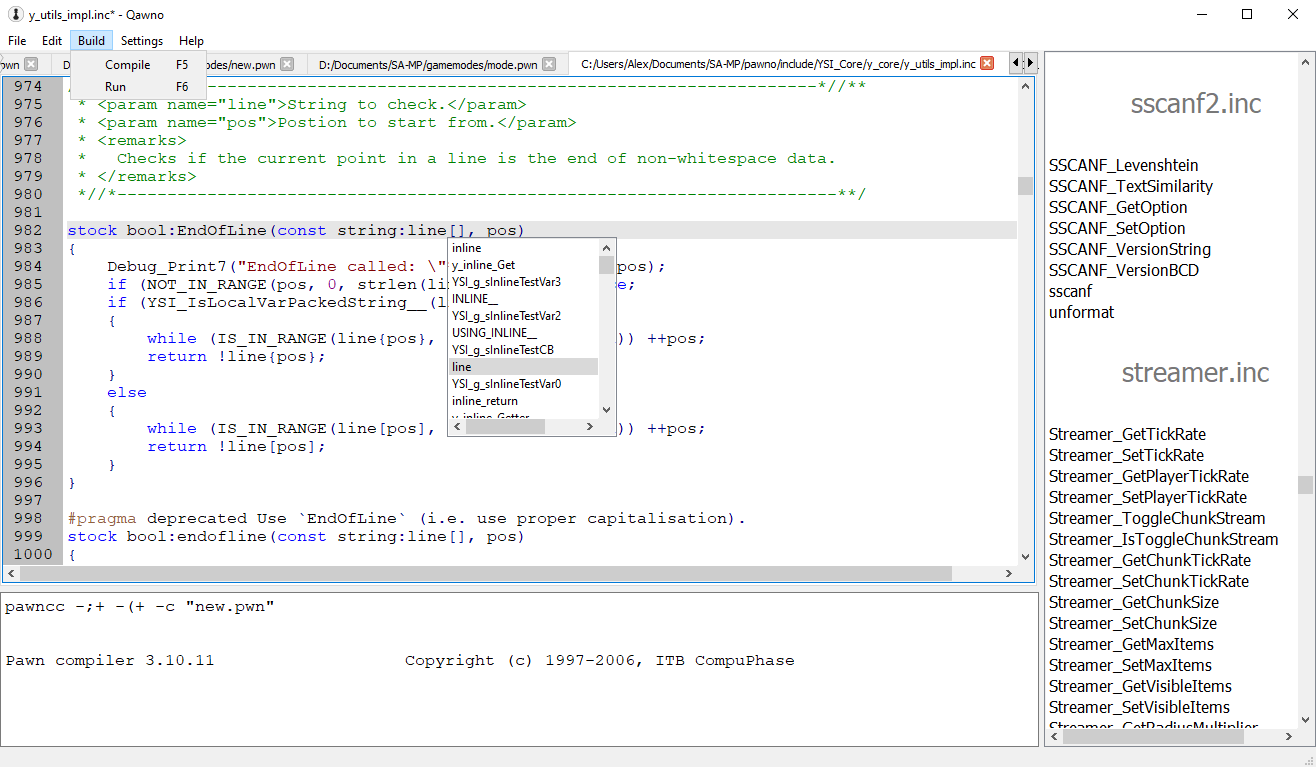 y_utils_impl.inc* - Qawno
File Edit Build Settings Help
Compile F5
Run F6
pwn D des/new.pwn D:/Documents/SA-MP/gamemodes/mode.pwn C:/Users/Alex/Documents/SA-MP/pawno/include/YSI_Core/y_core/y_utils_impl.inc
974 -------------------------------------------------------------*//**
975 * <param name="line">String to check.</param>
976 * <param name="pos">Postion to start from.</param>
977 * <remarks>
978 *   Checks if the current point in a line is the end of non-whitespace data.
979 * </remarks>
980 *//*------------------------------------------------------------------------**/
981
982 stock bool:EndOfLine(const string:line[], pos)
983 {
984     Debug_Print7("EndOfLine called: \" pos);
985     if (NOT_IN_RANGE(pos, 0, strlen(li e;
986     if (YSI_IsLocalVarPackedString__(l
987     {
988         while (IS_IN_RANGE(line{pos}, )) ++pos;
989         return !line{pos};
990     }
991     else
992     {
993         while (IS_IN_RANGE(line[pos], )) ++pos;
994         return !line[pos];
995     }
996 }
997
998 #pragma deprecated Use `EndOfLine` (i.e. use proper capitalisation).
999 stock bool:endofline(const string:line[], pos)
1000 {
inline
y_inline_Get
YSI_g_sInlineTestVar3
INLINE__
YSI_g_sInlineTestVar2
USING_INLINE__
YSI_g_sInlineTestCB
line
YSI_g_sInlineTestVar0
inline_return
y_inline_Getter
pawncc -;+ -(+ -c "new.pwn"
Pawn compiler 3.10.11 Copyright (c) 1997-2006, ITB CompuPhase
sscanf2.inc
SSCANF_Levenshtein
SSCANF_TextSimilarity
SSCANF_GetOption
SSCANF_SetOption
SSCANF_VersionString
SSCANF_VersionBCD
sscanf
unformat
streamer.inc
Streamer_GetTickRate
Streamer_SetTickRate
Streamer_GetPlayerTickRate
Streamer_SetPlayerTickRate
Streamer_ToggleChunkStream
Streamer_IsToggleChunkStream
Streamer_GetChunkTickRate
Streamer_SetChunkTickRate
Streamer_GetChunkSize
Streamer_SetChunkSize
Streamer_GetMaxItems
Streamer_SetMaxItems
Streamer_GetVisibleItems
Streamer_SetVisibleItems
Streamer_GetRadiusMultiplier